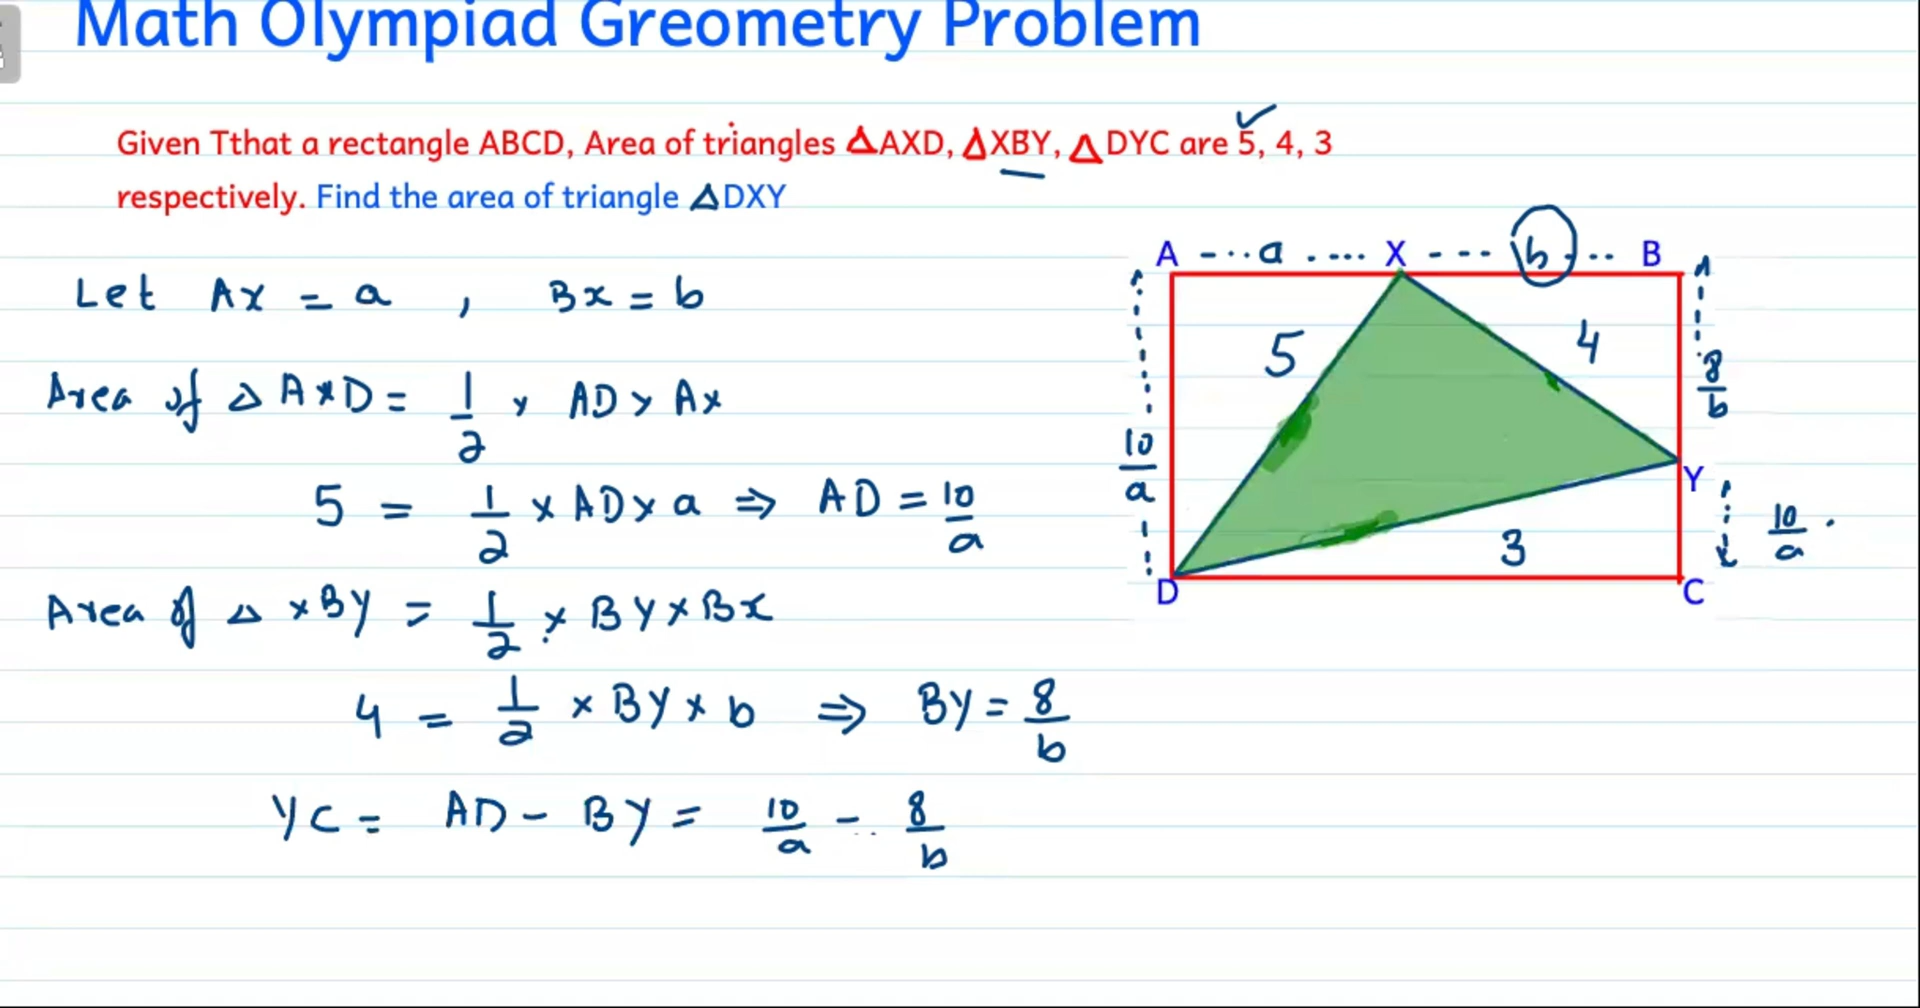 Math Olympiad Greometry Problem
Given Tthat a rectangle ABCD, Area of triangles ΔAXD, ΔXBY, ΔDYC are 5, 4, 3
respectively. Find the area of triangle ΔDXY
A - ·· a · ···· X - - - b · ·· B
Let AX = a , BX = b
5
4
8/b
Area of Δ AXD = 1/2 × AD × AX
10/a
Y
5 = 1/2 × AD × a ⇒ AD = 10/a
3
10/a ·
D
C
Area of Δ XBY = 1/2 × BY × BX
4 = 1/2 × BY × b ⇒ BY = 8/b
YC = AD - BY = 10/a - 8/b